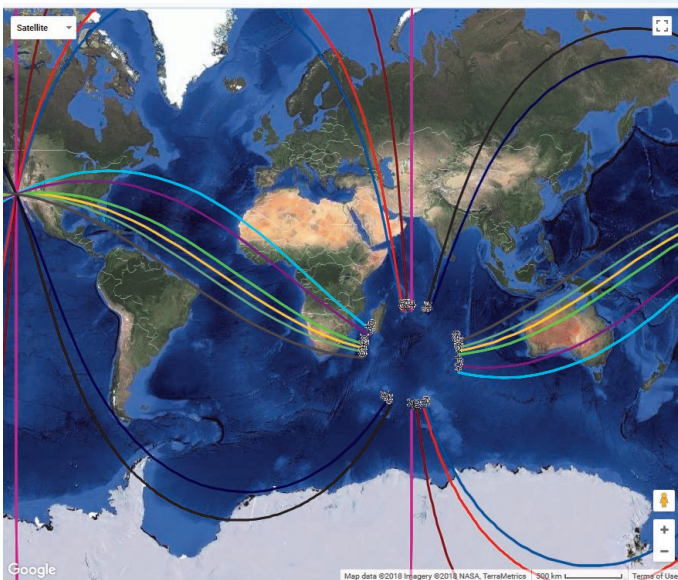 Satellite
Google
Map data ©2018 Imagery ©2018 NASA, TerraMetrics
500 km
Terms of Use